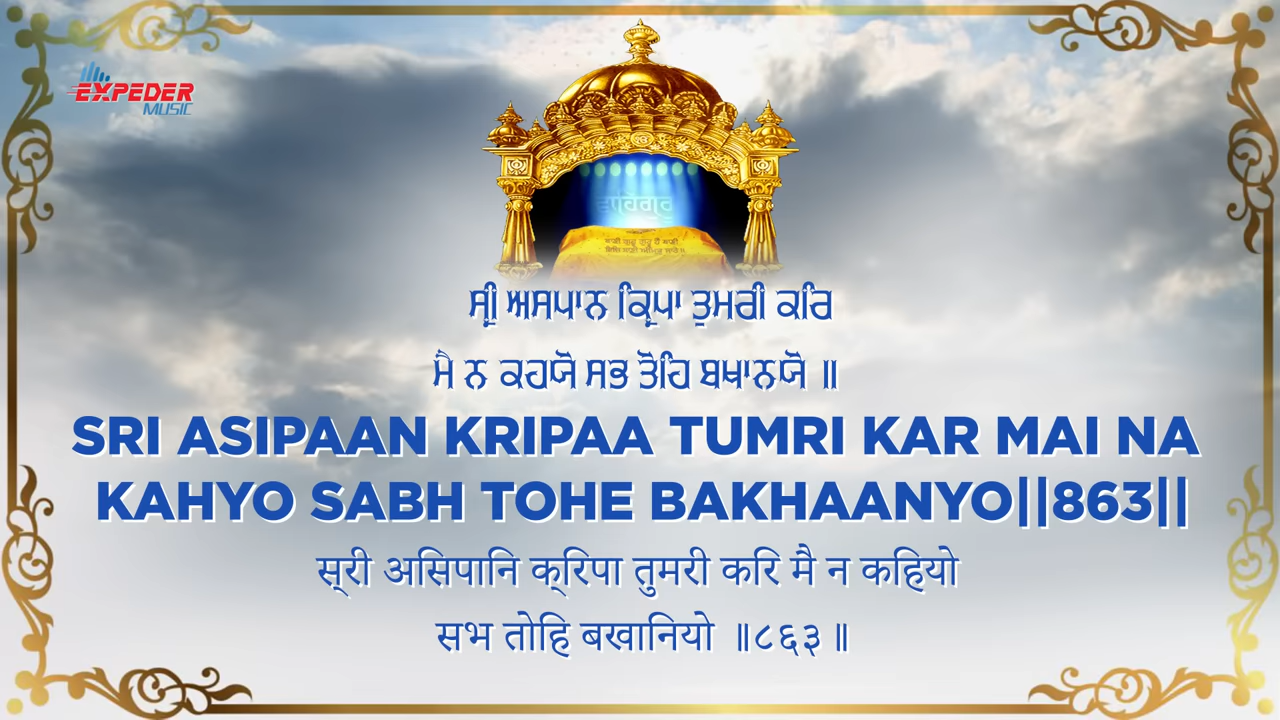 EXPEDER
MUSIC
ਵਾਹਿਗੁਰੂ
ਬਾਣੀ ਗੁਰੂ ਗੁਰੂ ਹੈ ਬਾਣੀ
ਵਿਚਿ ਬਾਣੀ ਅੰਮ੍ਰਿਤੁ ਸਾਰੇ ॥
ਸ੍ਰੀ ਅਸਪਾਨ ਕ੍ਰਿਪਾ ਤੁਮਰੀ ਕਰਿ
ਮੈ ਨ ਕਹਯੋ ਸਭ ਤੋਹਿ ਬਖਾਨਯੋ ॥
SRI ASIPAAN KRIPAA TUMRI KAR MAI NA
KAHYO SABH TOHE BAKHAANYO||863||
स्री असिपानि क्रिपा तुमरी करि मै न कहियो
सभ तोहि बखानियो ॥८६३॥